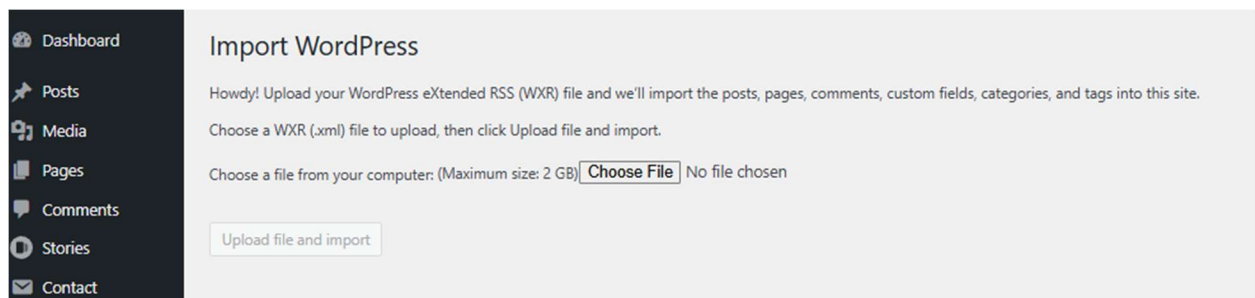 Dashboard
Posts
Media
Pages
Comments
Stories
Contact
Import WordPress
Howdy! Upload your WordPress eXtended RSS (WXR) file and we'll import the posts, pages, comments, custom fields, categories, and tags into this site.
Choose a WXR (.xml) file to upload, then click Upload file and import.
Choose a file from your computer: (Maximum size: 2 GB) Choose File No file chosen
Upload file and import